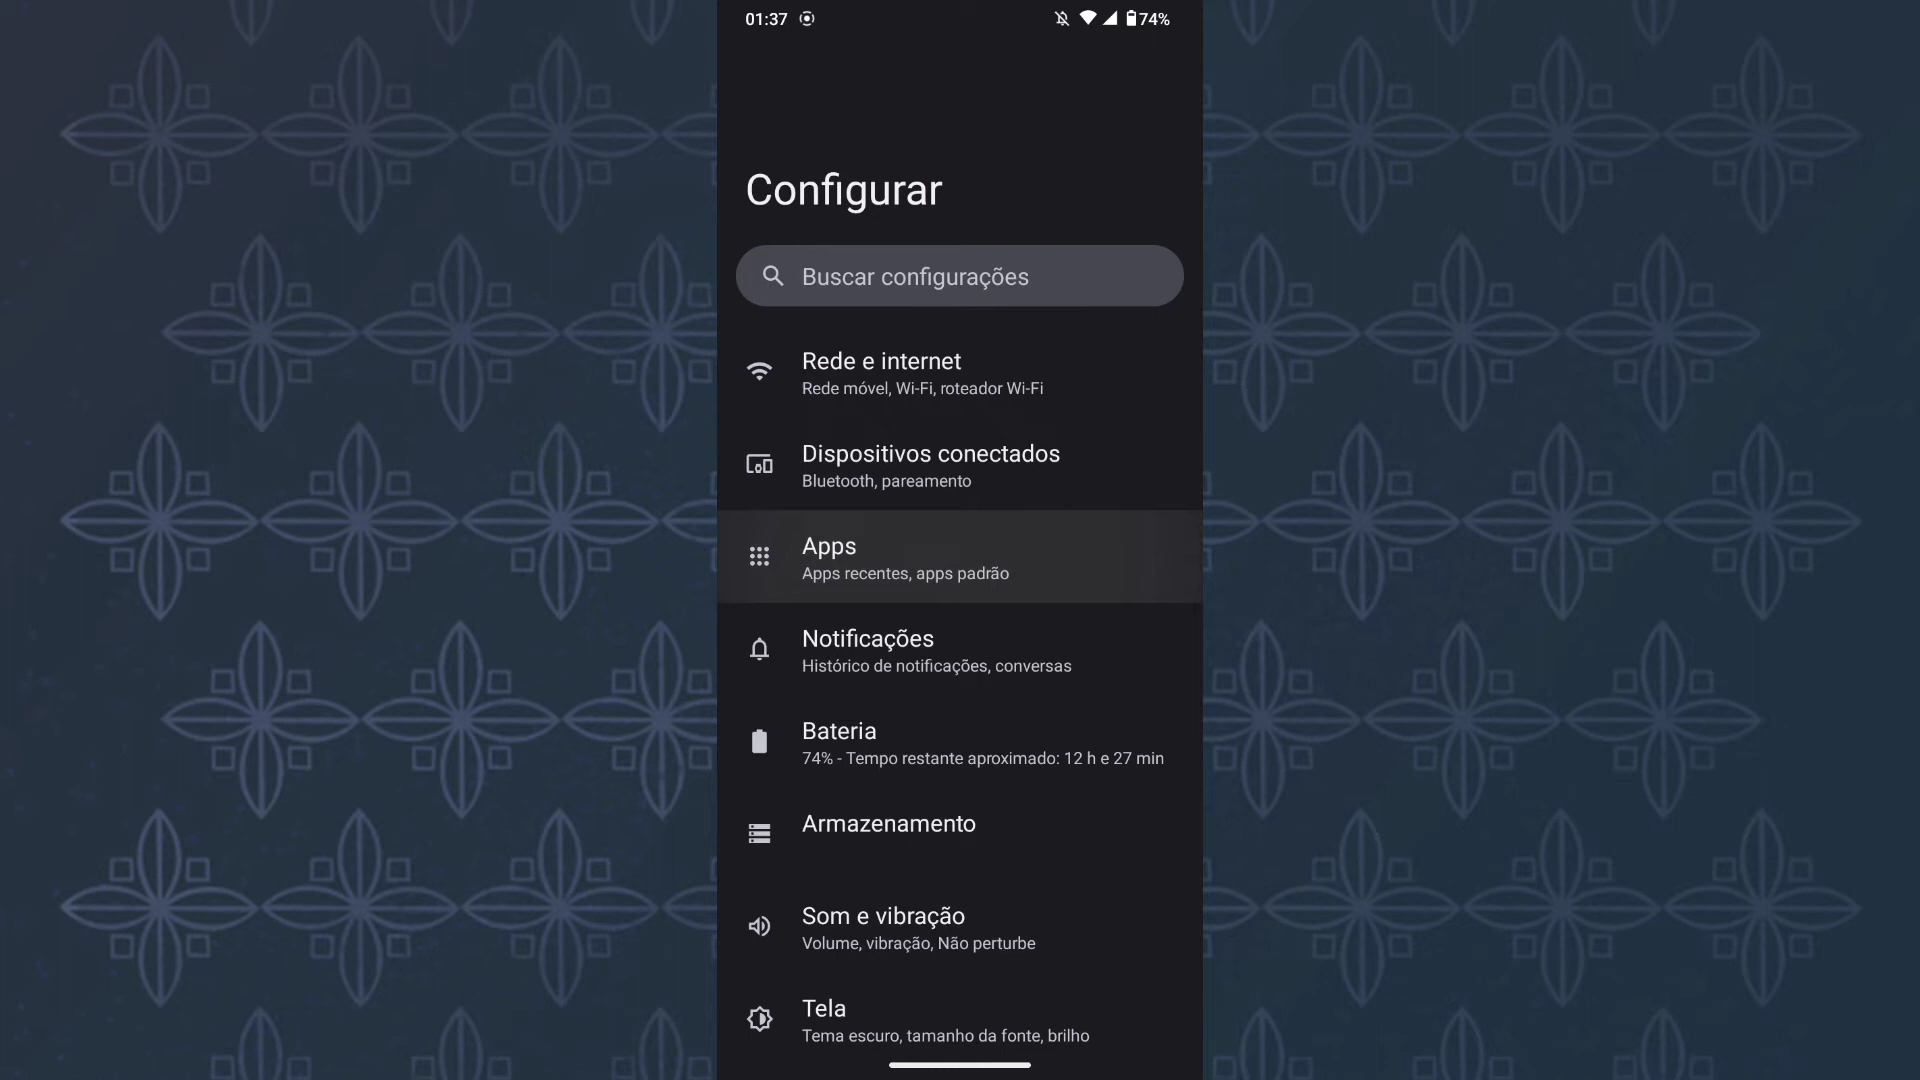 01:37
74%
Configurar
Buscar configurações
Rede e internet
Rede móvel, Wi-Fi, roteador Wi-Fi
Dispositivos conectados
Bluetooth, pareamento
Apps
Apps recentes, apps padrão
Notificações
Histórico de notificações, conversas
Bateria
74% - Tempo restante aproximado: 12 h e 27 min
Armazenamento
Som e vibração
Volume, vibração, Não perturbe
Tela
Tema escuro, tamanho da fonte, brilho